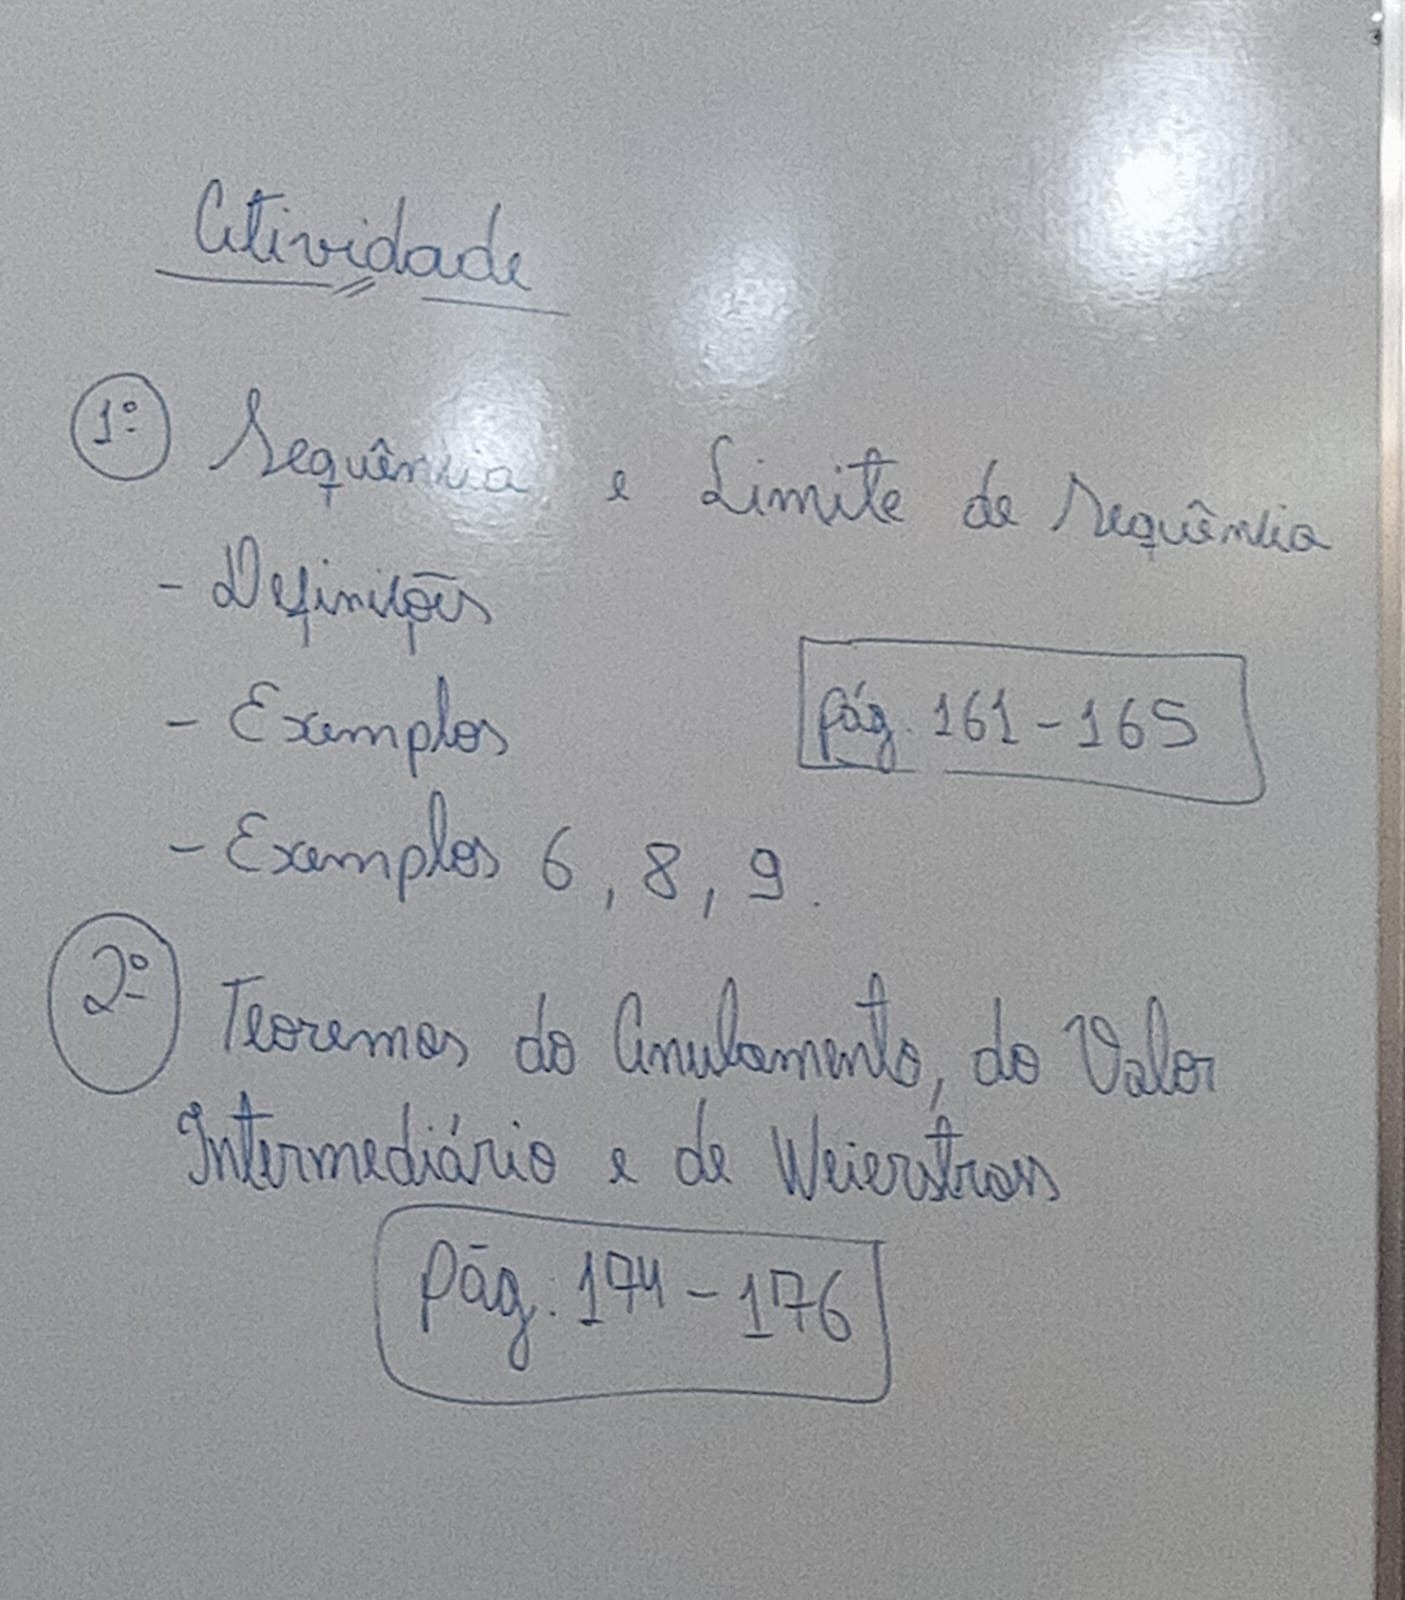 Atividade
1º Sequência e Limite de sequência
- Definições
- Exemplos
pág. 161-165
- Exemplos 6, 8, 9.
2º Teoremas do Anulamento, do Valor
Intermediário e de Weierstrass
Pág: 174-176